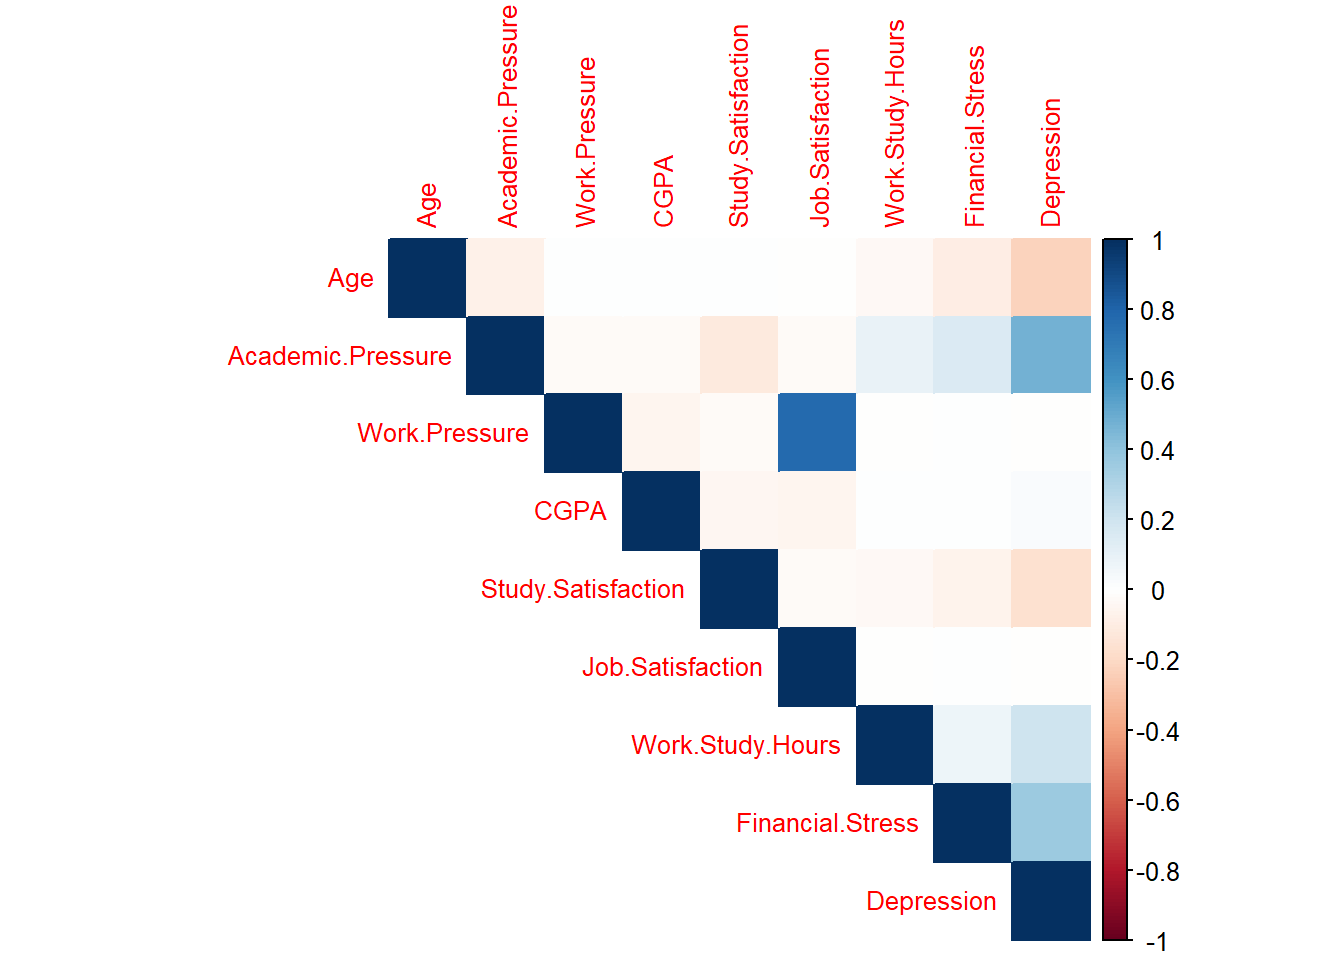 Age
Academic.Pressure
Work.Pressure
CGPA
Study.Satisfaction
Job.Satisfaction
Work.Study.Hours
Financial.Stress
Depression
Age
Academic.Pressure
Work.Pressure
CGPA
Study.Satisfaction
Job.Satisfaction
Work.Study.Hours
Financial.Stress
Depression
1
0.8
0.6
0.4
0.2
0
-0.2
-0.4
-0.6
-0.8
-1